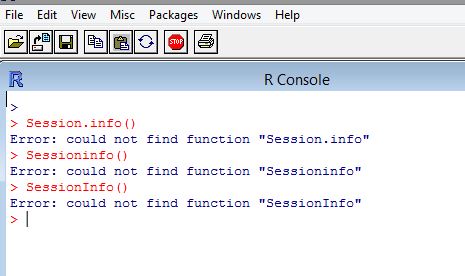 File Edit View Misc Packages Windows Help
STOP
R R Console
>
> Session.info()
Error: could not find function "Session.info"
> Sessioninfo()
Error: could not find function "Sessioninfo"
> SessionInfo()
Error: could not find function "SessionInfo"
>